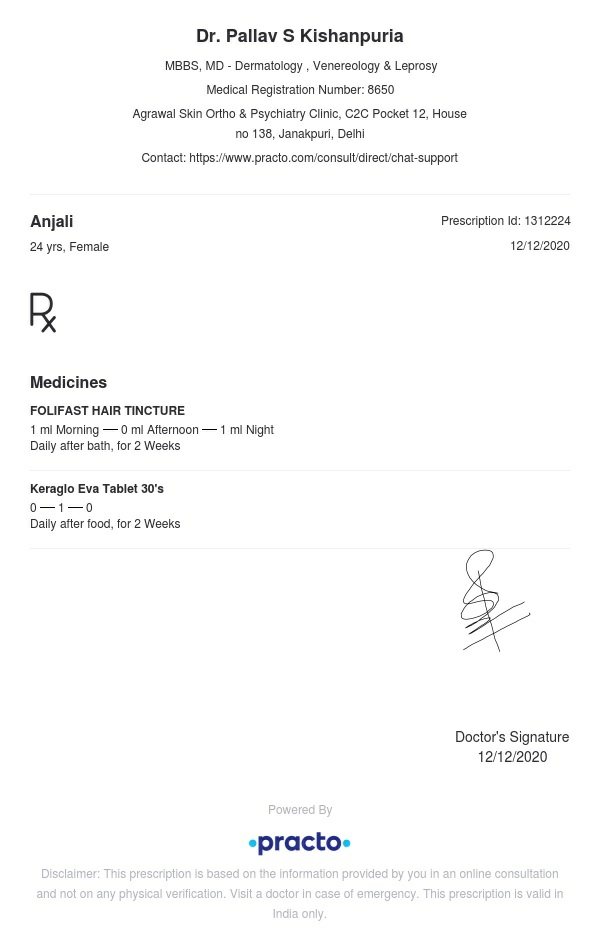 Dr. Pallav S Kishanpuria
MBBS, MD - Dermatology , Venereology & Leprosy
Medical Registration Number: 8650
Agrawal Skin Ortho & Psychiatry Clinic, C2C Pocket 12, House
no 138, Janakpuri, Delhi
Contact: https://www.practo.com/consult/direct/chat-support
Anjali
Prescription Id: 1312224
24 yrs, Female
12/12/2020
Rx
Medicines
FOLIFAST HAIR TINCTURE
1 ml Morning — 0 ml Afternoon — 1 ml Night
Daily after bath, for 2 Weeks
Keraglo Eva Tablet 30's
0 — 1 — 0
Daily after food, for 2 Weeks
Doctor's Signature
12/12/2020
Powered By
practo
Disclaimer: This prescription is based on the information provided by you in an online consultation
and not on any physical verification. Visit a doctor in case of emergency. This prescription is valid in
India only.